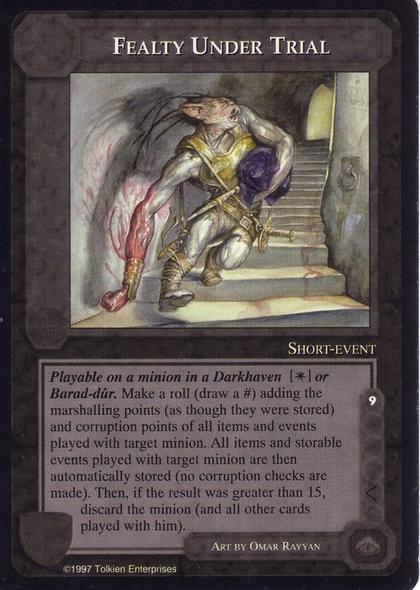 FEALTY UNDER TRIAL
SHORT-EVENT
Playable on a minion in a Darkhaven [*] or
Barad-dûr. Make a roll (draw a #) adding the
marshalling points (as though they were stored)
and corruption points of all items and events
played with target minion. All items and storable
events played with target minion are then
automatically stored (no corruption checks are
made). Then, if the result was greater than 15,
discard the minion (and all other cards
played with him).
9
ART BY OMAR RAYYAN
©1997 Tolkien Enterprises